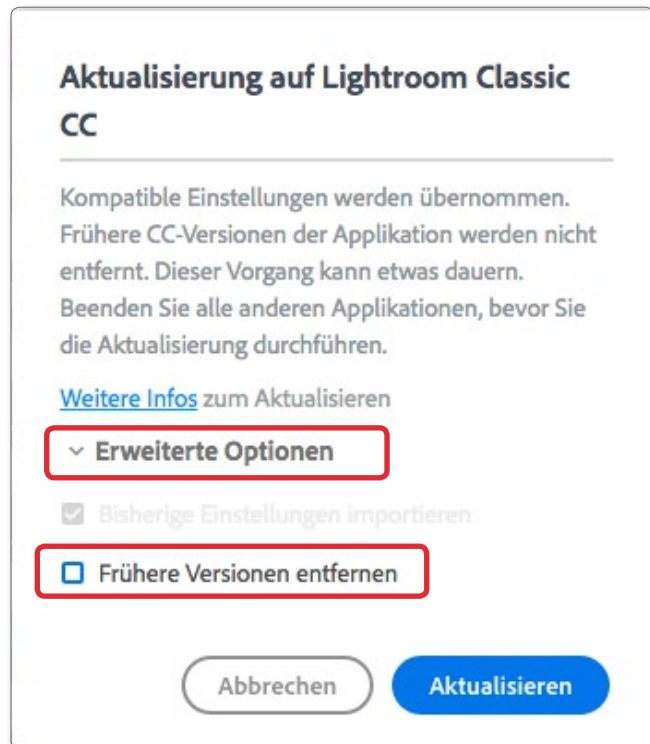 Aktualisierung auf Lightroom Classic
CC
Kompatible Einstellungen werden übernommen.
Frühere CC-Versionen der Applikation werden nicht
entfernt. Dieser Vorgang kann etwas dauern.
Beenden Sie alle anderen Applikationen, bevor Sie
die Aktualisierung durchführen.
Weitere Infos zum Aktualisieren
Erweiterte Optionen
Bisherige Einstellungen importieren
Frühere Versionen entfernen
Abbrechen Aktualisieren